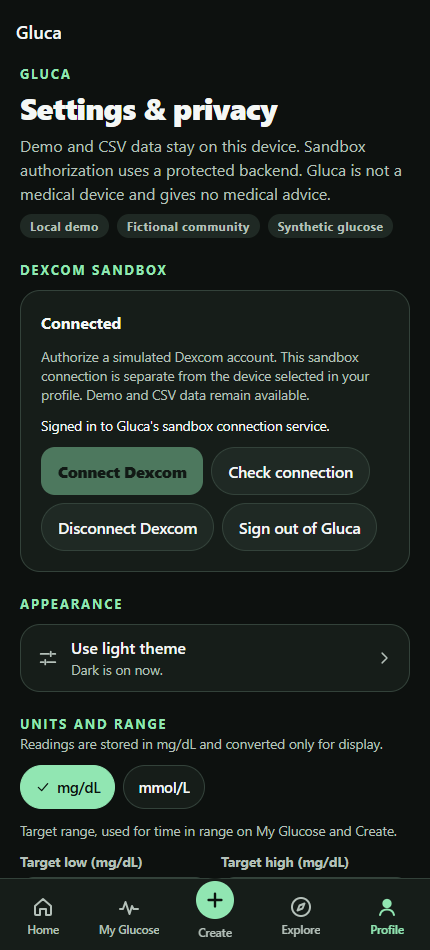 Gluca
GLUCA
Settings & privacy
Demo and CSV data stay on this device. Sandbox
authorization uses a protected backend. Gluca is not a
medical device and gives no medical advice.
Local demo
Fictional community
Synthetic glucose
DEXCOM SANDBOX
Connected
Authorize a simulated Dexcom account. This sandbox
connection is separate from the device selected in your
profile. Demo and CSV data remain available.
Signed in to Gluca's sandbox connection service.
Connect Dexcom
Check connection
Disconnect Dexcom
Sign out of Gluca
APPEARANCE
Use light theme
Dark is on now.
UNITS AND RANGE
Readings are stored in mg/dL and converted only for display.
mg/dL
mmol/L
Target range, used for time in range on My Glucose and Create.
Target low (mg/dL)
Target high (mg/dL)
Home
My Glucose
Create
Explore
Profile